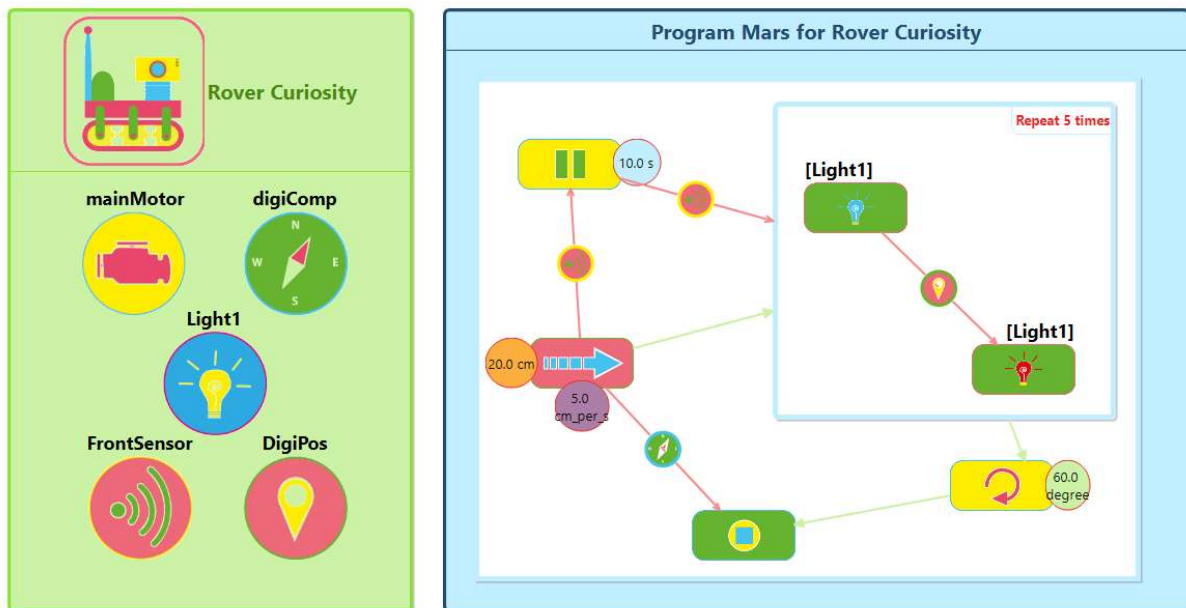 Rover Curiosity
mainMotor
digiComp
N
W
E
S
Light1
FrontSensor
DigiPos
Program Mars for Rover Curiosity
Repeat 5 times
10.0 s
[Light1]
[Light1]
20.0 cm
5.0
cm_per_s
60.0
degree